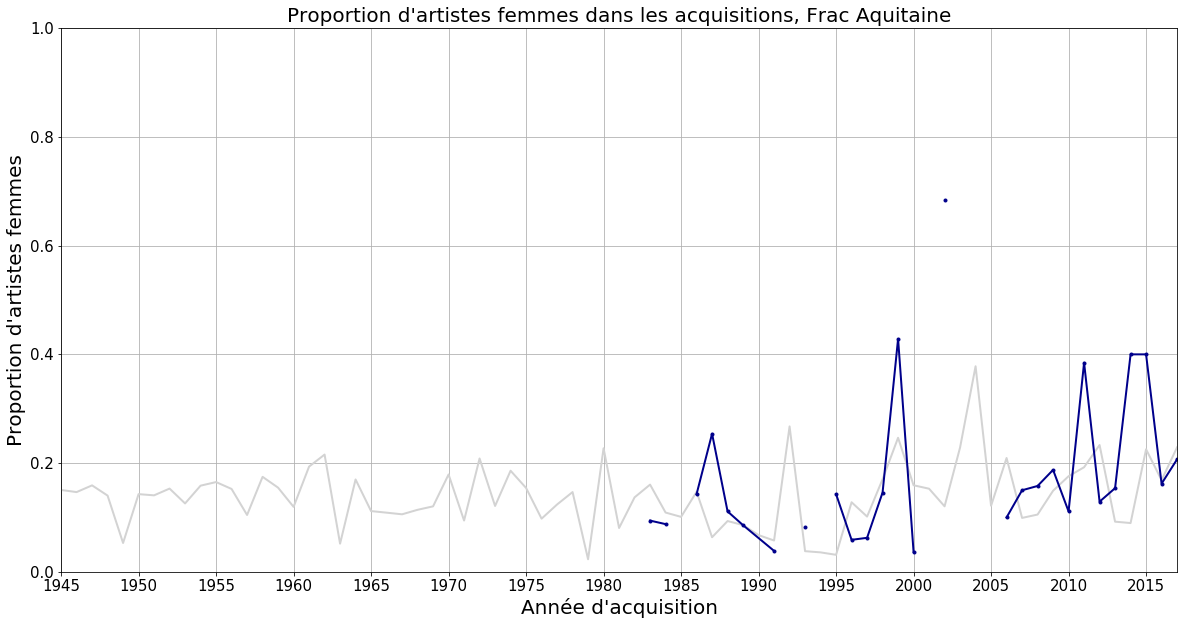 Proportion d'artistes femmes dans les acquisitions, Frac Aquitaine
Proportion d'artistes femmes
1.0
0.8
0.6
0.4
0.2
0.0
1945 1950 1955 1960 1965 1970 1975 1980 1985 1990 1995 2000 2005 2010 2015
Année d'acquisition